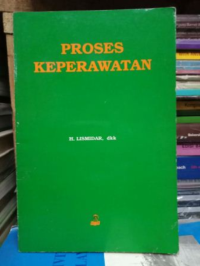 PROSES
KEPERAWATAN
H. LISMIDAR, dkk